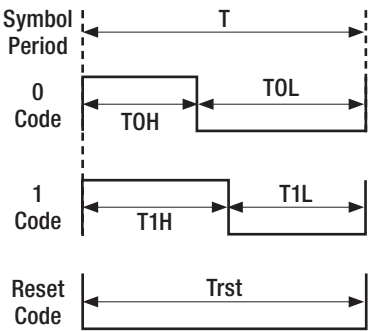 Symbol
Period
T
0
Code
T0H
T0L
1
Code
T1H
T1L
Reset
Code
Trst